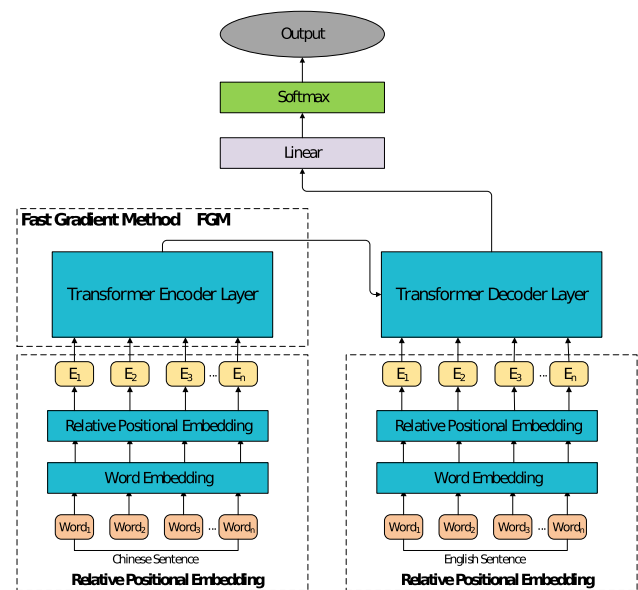 Output
Softmax
Linear
Fast Gradient Method FGM
Transformer Encoder Layer
Transformer Decoder Layer
E1 E2 E3 ... En
E1 E2 E3 ... En
Relative Positional Embedding
Relative Positional Embedding
Word Embedding
Word Embedding
Word1 Word2 Word3 ... Wordn
Word1 Word2 Word3 ... Wordn
Chinese Sentence
English Sentence
Relative Positional Embedding
Relative Positional Embedding